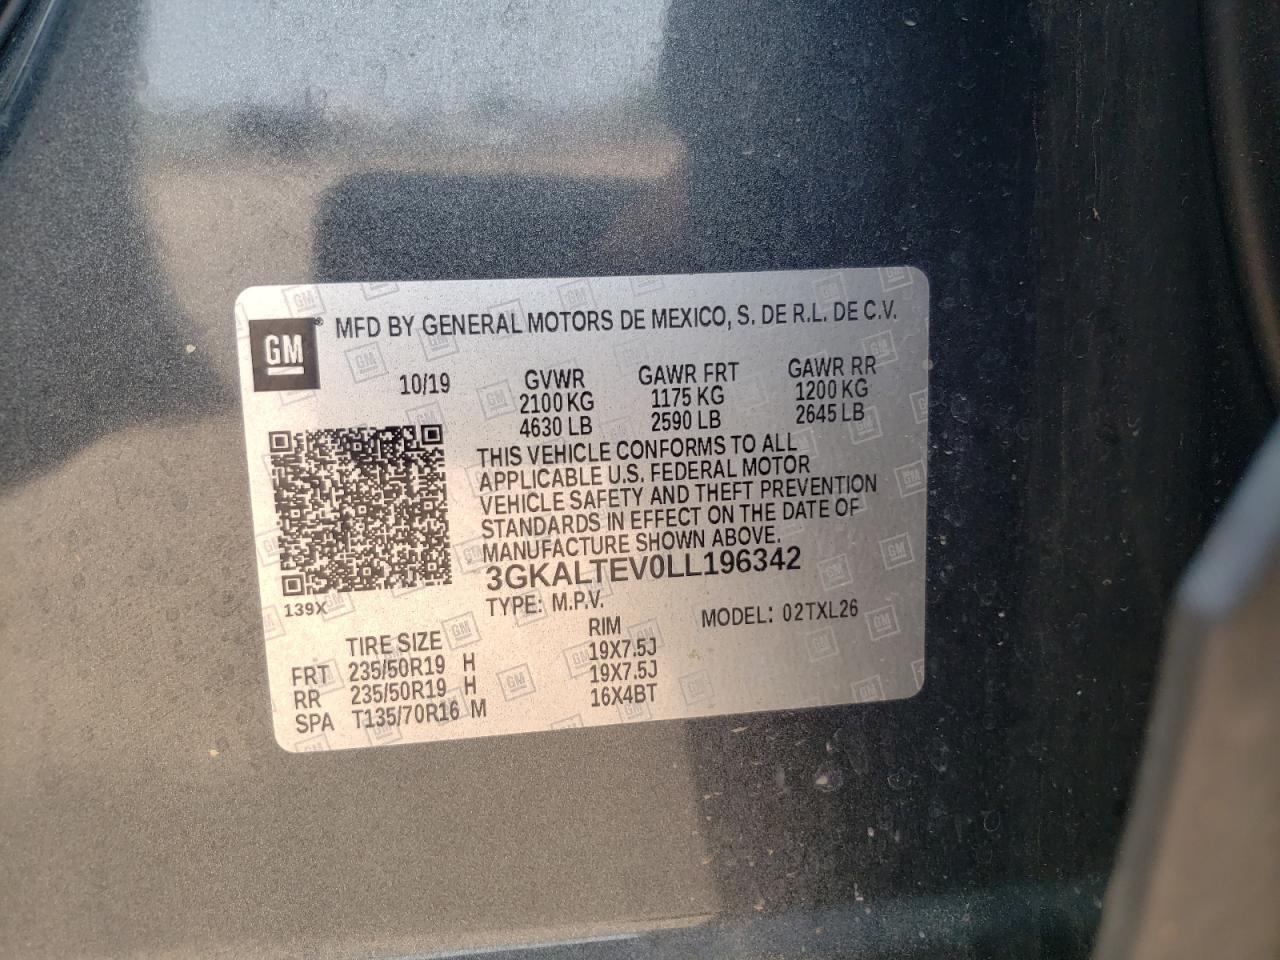 GM® MFD BY GENERAL MOTORS DE MEXICO, S. DE R.L. DE C.V.
10/19 GVWR GAWR FRT GAWR RR
2100 KG 1175 KG 1200 KG
4630 LB 2590 LB 2645 LB
THIS VEHICLE CONFORMS TO ALL
APPLICABLE U.S. FEDERAL MOTOR
VEHICLE SAFETY AND THEFT PREVENTION
STANDARDS IN EFFECT ON THE DATE OF
MANUFACTURE SHOWN ABOVE.
3GKALTEV0LL196342
139X TYPE: M.P.V. MODEL: 02TXL26
TIRE SIZE RIM
FRT 235/50R19 H 19X7.5J
RR 235/50R19 H 19X7.5J
SPA T135/70R16 M 16X4BT